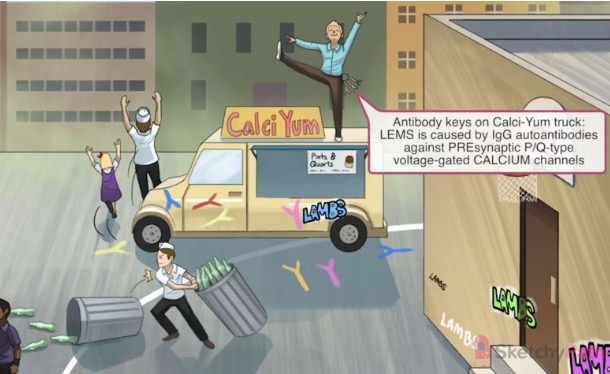 Antibody keys on Calci-Yum truck:
LEMS is caused by IgG autoantibodies
against PREsynaptic P/Q-type
voltage-gated CALCIUM channels
Calci Yum
Pints &
Quarts
LAMBS
LAMBS
LAMBS
LAMBS
Sketchy
LAMB